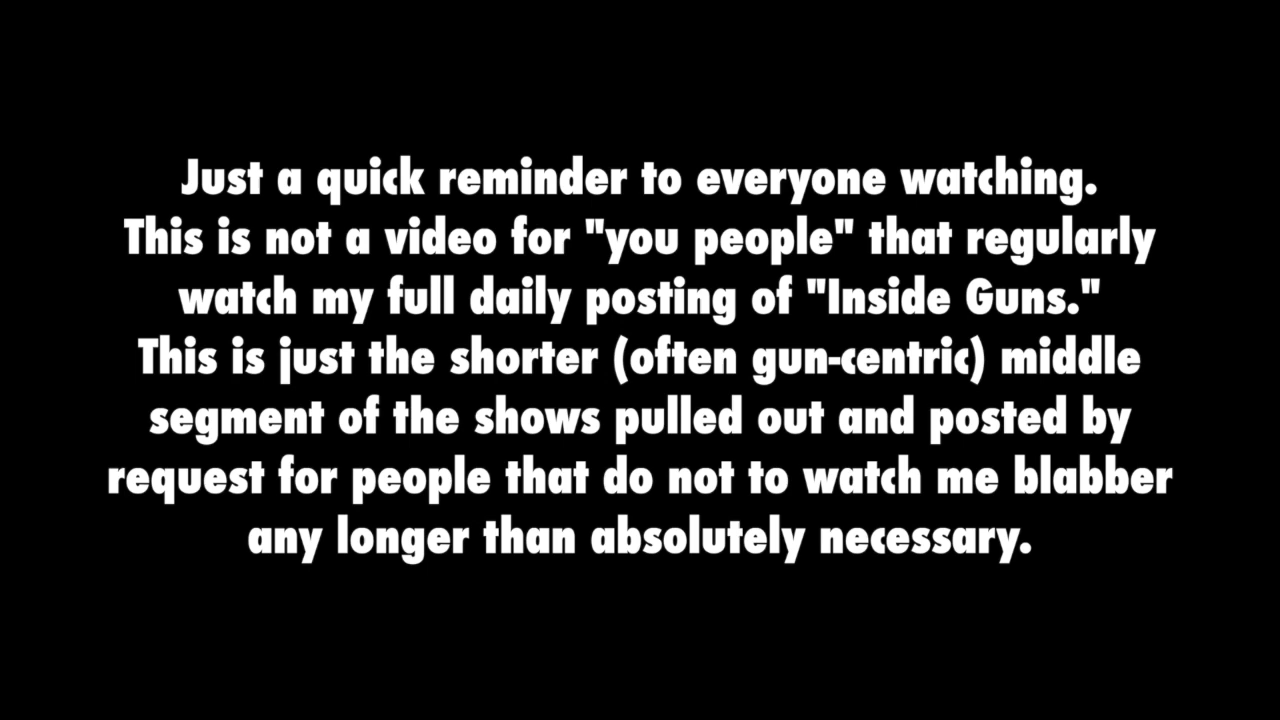 Just a quick reminder to everyone watching.
This is not a video for "you people" that regularly
watch my full daily posting of "Inside Guns."
This is just the shorter (often gun-centric) middle
segment of the shows pulled out and posted by
request for people that do not to watch me blabber
any longer than absolutely necessary.